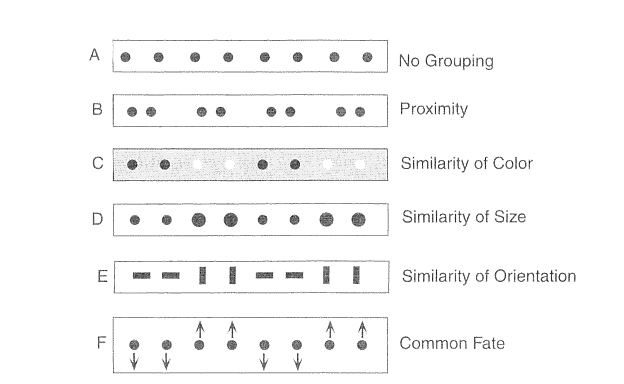 A No Grouping
B Proximity
C Similarity of Color
D Similarity of Size
E Similarity of Orientation
F Common Fate